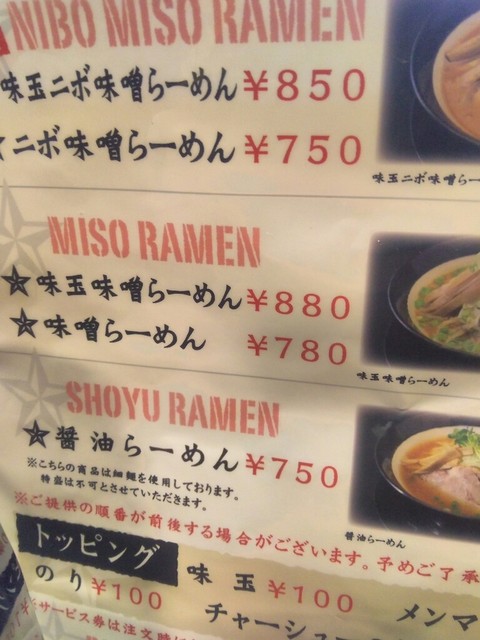 NIBO MISO RAMEN
味玉ニボ味噌らーめん ¥850
ニボ味噌らーめん ¥750
味玉ニボ味噌らー
MISO RAMEN
★味玉味噌らーめん ¥880
★味噌らーめん ¥780
味玉味噌らーめん
SHOYU RAMEN
★醤油らーめん ¥750
※こちらの商品は細麺を使用しております。
特盛は不可とさせていただきます。
醤油らーめん
※ご提供の順番が前後する場合がございます。予めご了承
トッピング
のり ¥100 味玉 ¥100 メンマ
チャーシュー
サービス券は注文時に